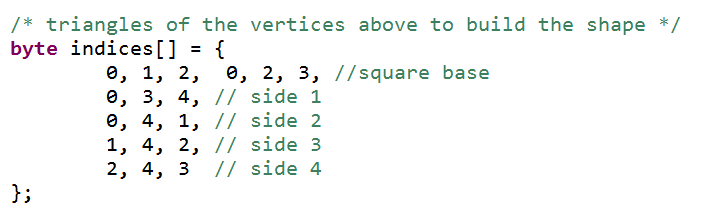 /* triangles of the vertices above to build the shape */
byte indices[] = {
0, 1, 2,  0, 2, 3, //square base
0, 3, 4, // side 1
0, 4, 1, // side 2
1, 4, 2, // side 3
2, 4, 3  // side 4
};